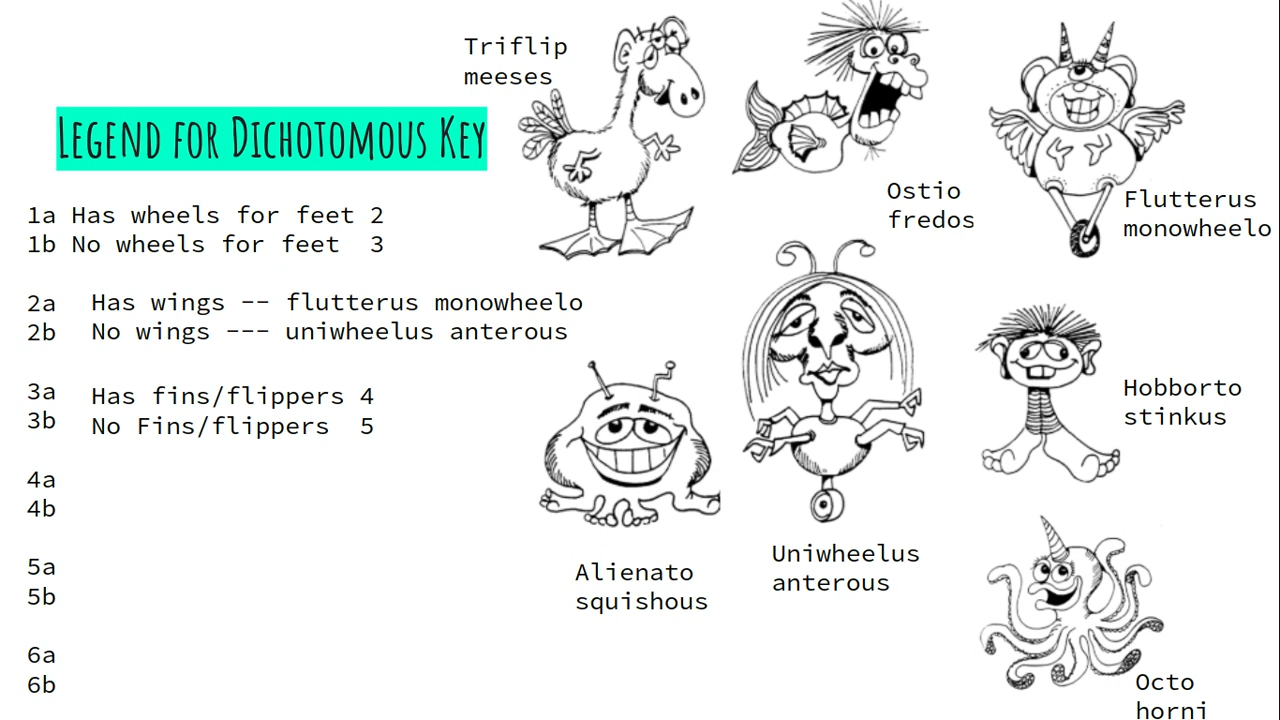 Triflip
meeses
Legend for Dichotomous Key
Ostio
fredos
Flutterus
monowheelo
1a Has wheels for feet 2
1b No wheels for feet  3
2a Has wings -- flutterus monowheelo
2b No wings --- uniwheelus anterous
3a Has fins/flippers 4
3b No Fins/flippers  5
Hobborto
stinkus
4a
4b
5a
5b
6a
6b
Alienato
squishous
Uniwheelus
anterous
Octo
horni